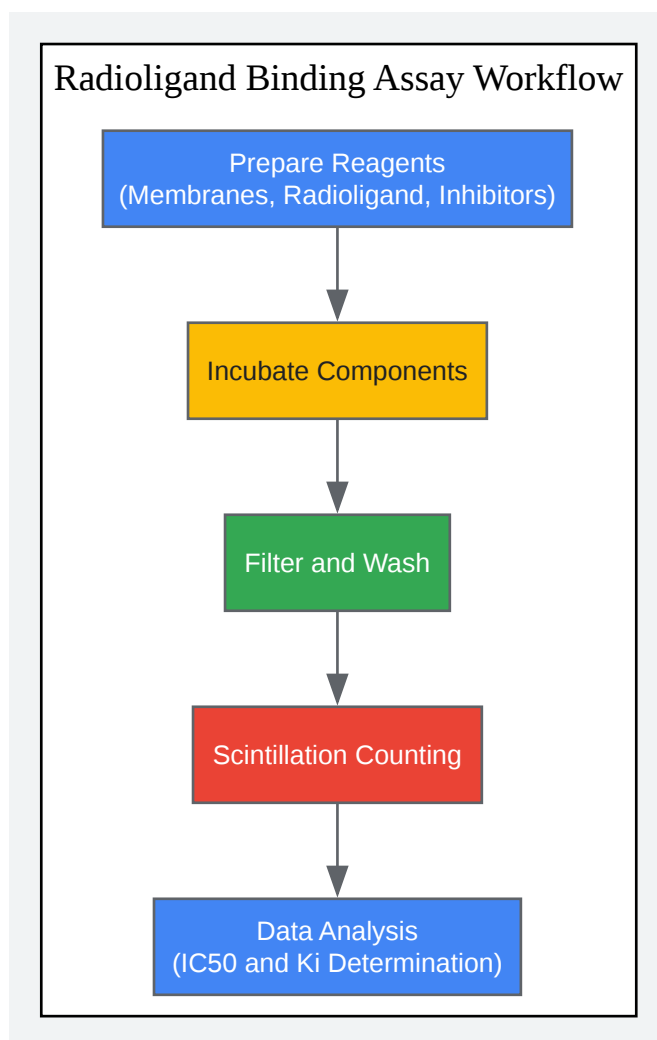 Radioligand Binding Assay Workflow
Prepare Reagents
(Membranes, Radioligand, Inhibitors)
Incubate Components
Filter and Wash
Scintillation Counting
Data Analysis
(IC50 and Ki Determination)